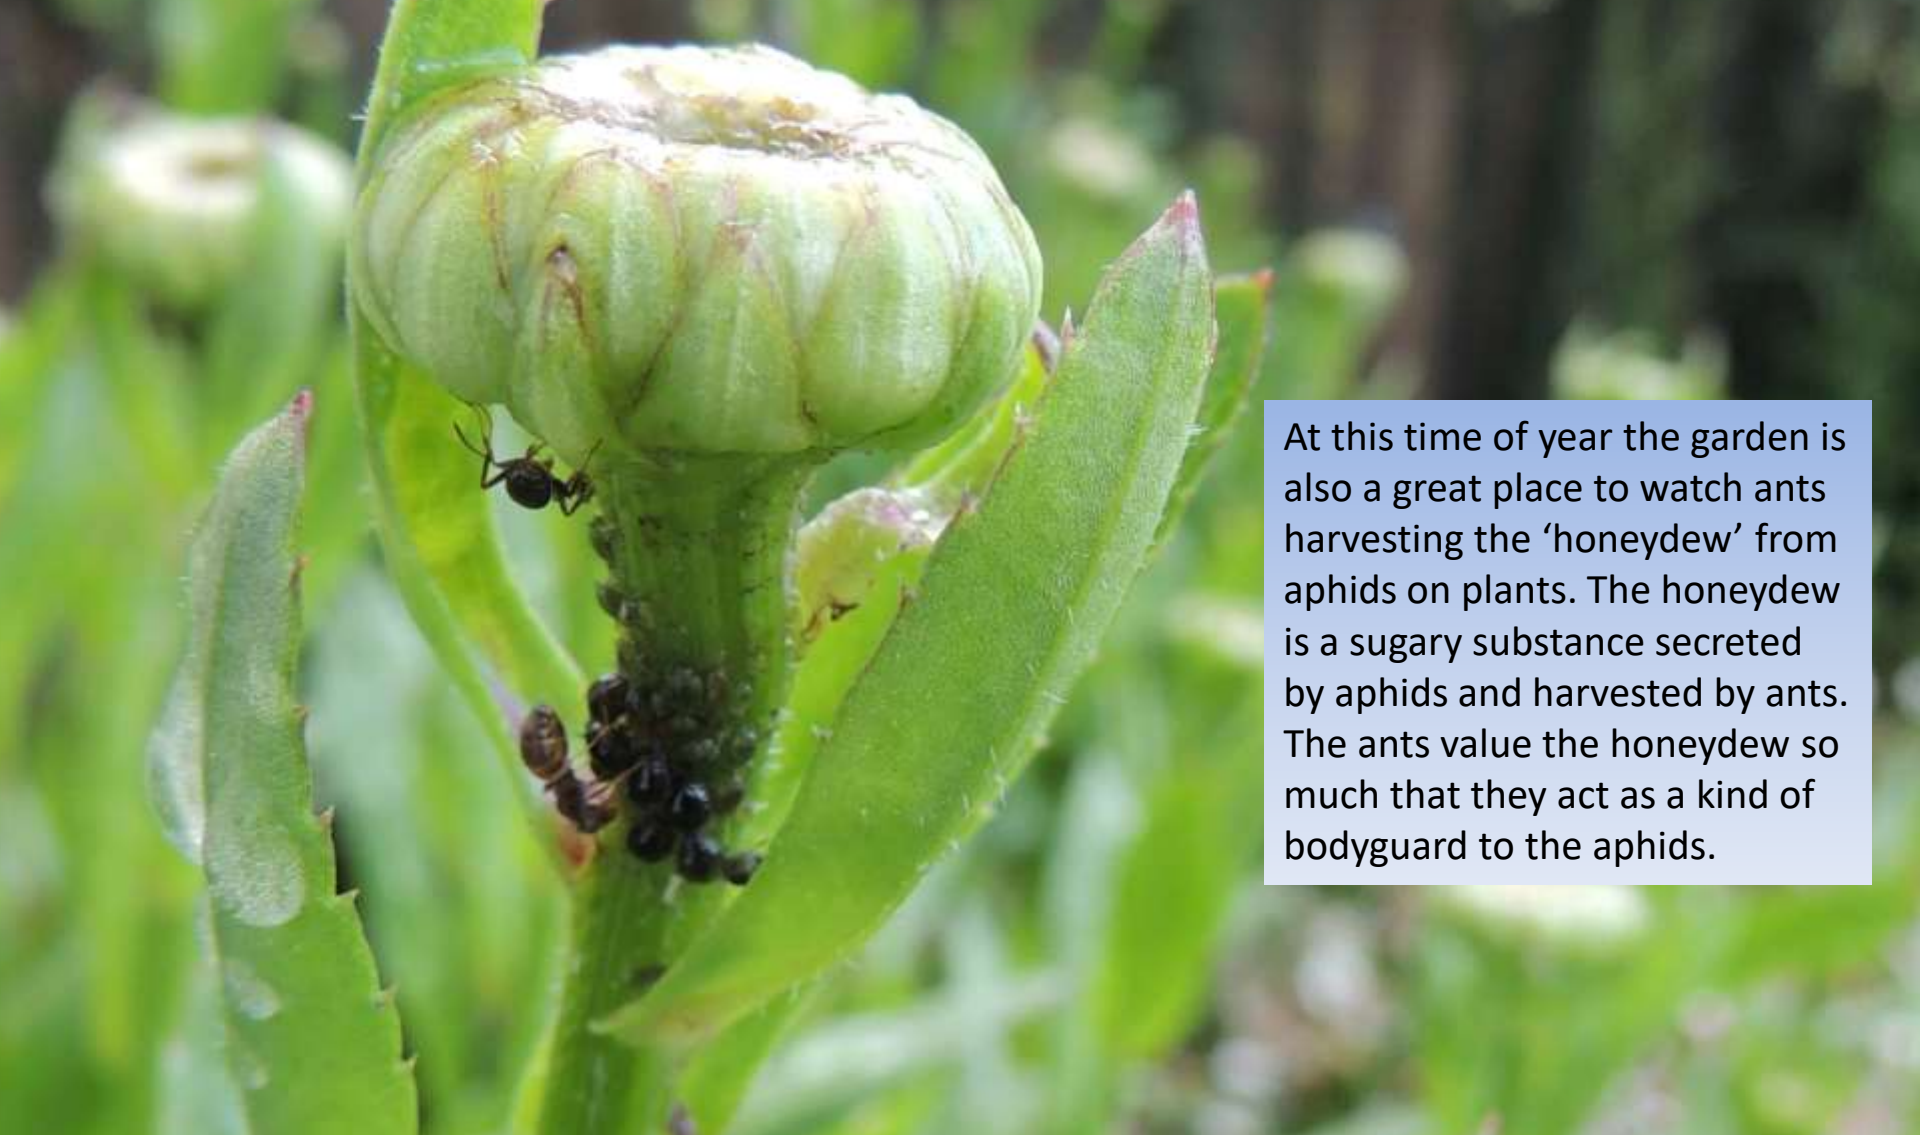 At this time of year the garden is
also a great place to watch ants
harvesting the ‘honeydew’ from
aphids on plants. The honeydew
is a sugary substance secreted
by aphids and harvested by ants.
The ants value the honeydew so
much that they act as a kind of
bodyguard to the aphids.